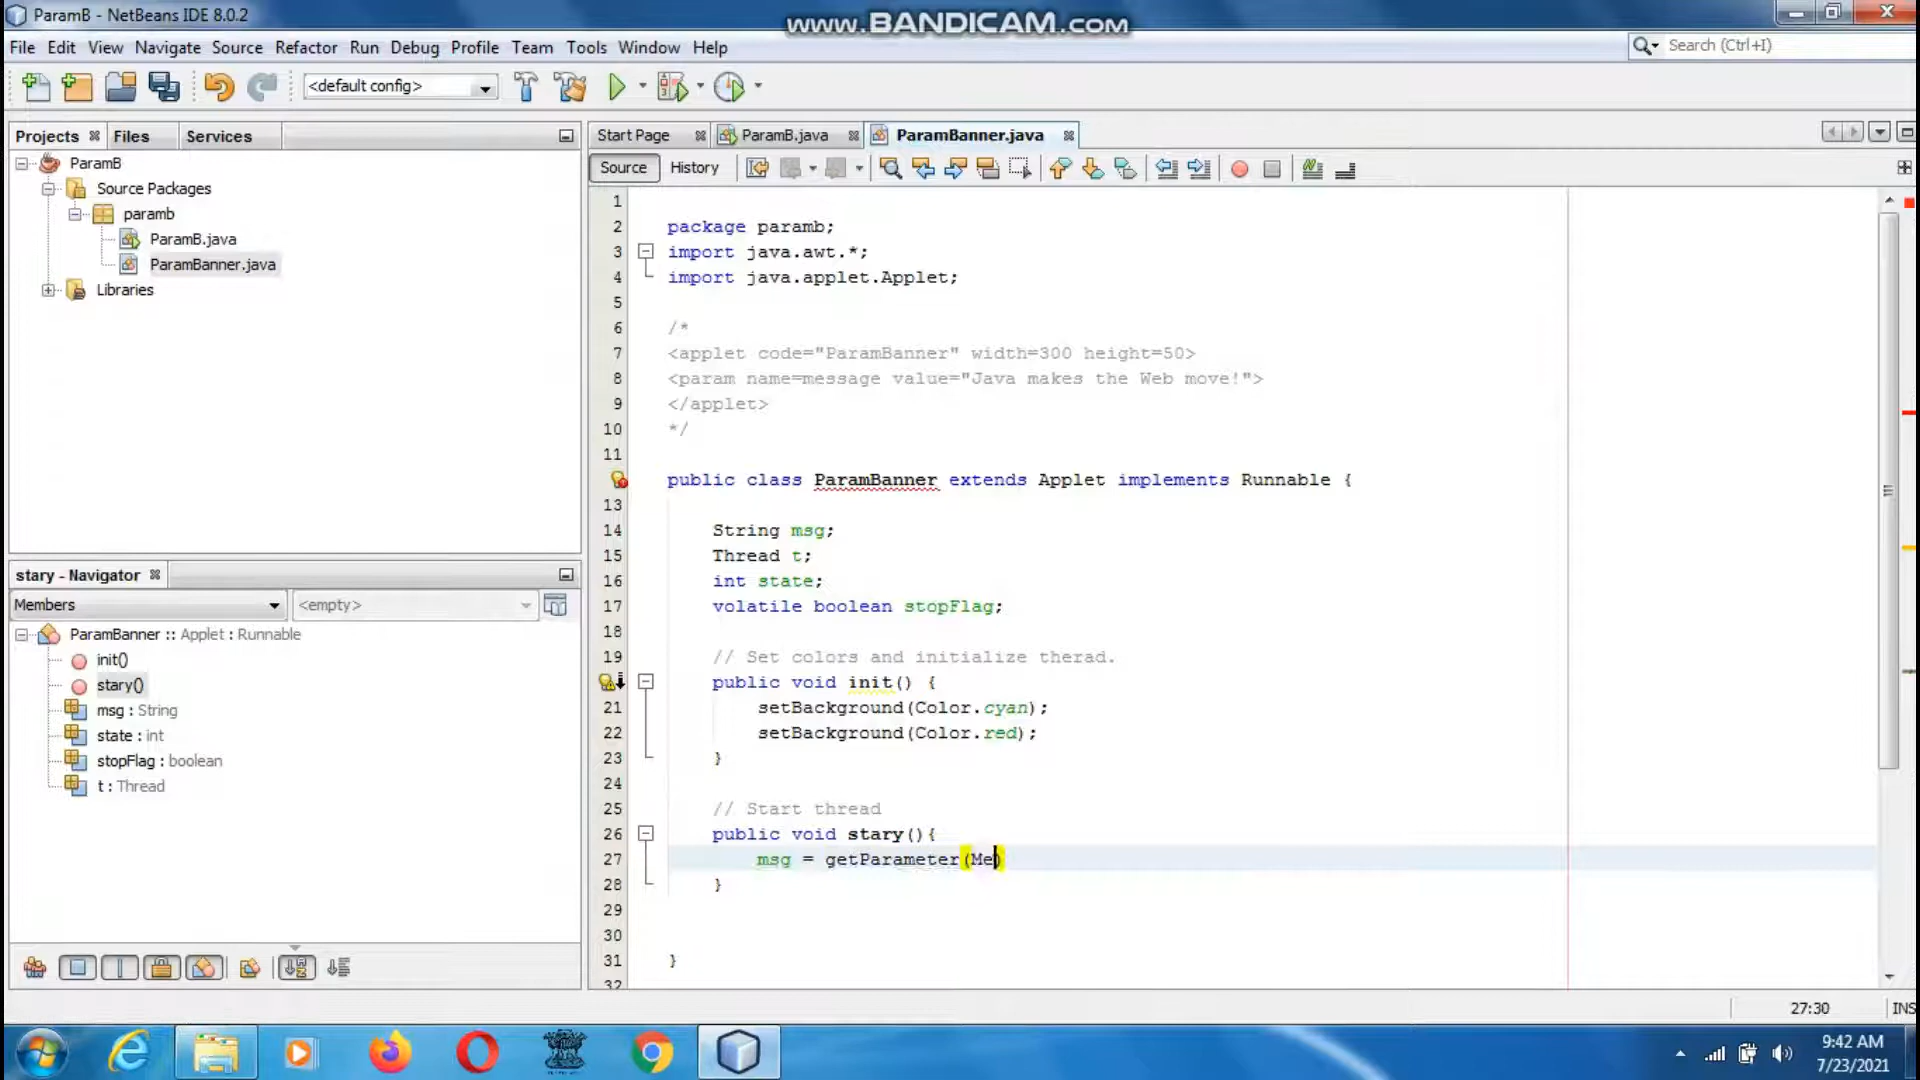 ParamB - NetBeans IDE 8.0.2
www.BANDICAM.com
File Edit View Navigate Source Refactor Run Debug Profile Team Tools Window Help
Search (Ctrl+I)
<default config>
Projects Files Services
Start Page ParamB.java ParamBanner.java
Source History
ParamB
Source Packages
paramb
ParamB.java
ParamBanner.java
Libraries
stary - Navigator
Members <empty>
ParamBanner :: Applet : Runnable
init()
stary()
msg : String
state : int
stopFlag : boolean
t : Thread
1
2 package paramb;
3 import java.awt.*;
4 import java.applet.Applet;
5
6 /*
7 <applet code="ParamBanner" width=300 height=50>
8 <param name=message value="Java makes the Web move!">
9 </applet>
10 */
11
public class ParamBanner extends Applet implements Runnable {
13
14 String msg;
15 Thread t;
16 int state;
17 volatile boolean stopFlag;
18
19 // Set colors and initialize therad.
public void init() {
21 setBackground(Color.cyan);
22 setBackground(Color.red);
23 }
24
25 // Start thread
26 public void stary(){
27 msg = getParameter(Me)
28 }
29
30
31 }
32
27:30 INS
9:42 AM
7/23/2021